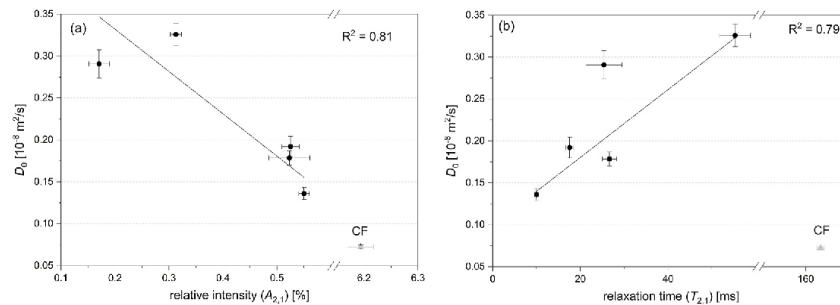 (a)
R² = 0.81
0.35
0.30
0.25
0.20
0.15
0.10
0.05
D₀ [10⁻⁸ m²/s]
CF
0.1 0.2 0.3 0.4 0.5 6.2 6.3
relative intensity (A₂,₁) [%]
(b)
R² = 0.79
0.35
0.30
0.25
0.20
0.15
0.10
0.05
D₀ [10⁻⁸ m²/s]
CF
0 20 40 60 160
relaxation time (T₂,₁) [ms]